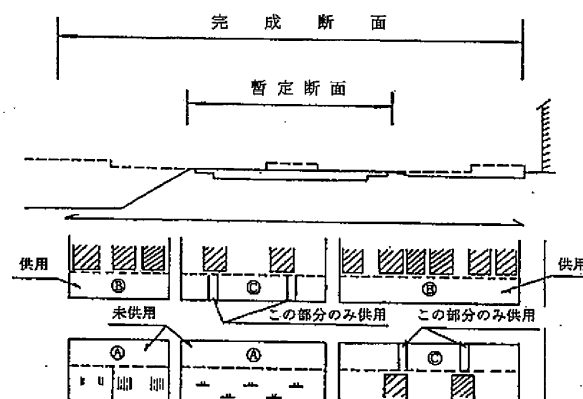 完成断面
暫定断面
供用 Ⓑ Ⓒ Ⓑ 供用
未供用 この部分のみ供用 この部分のみ供用
Ⓐ Ⓐ Ⓒ